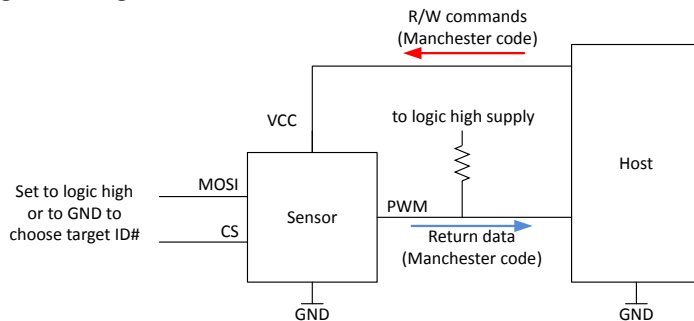 R/W commands
(Manchester code)
VCC
to logic high supply
Host
Set to logic high
or to GND to
choose target ID#
MOSI
CS
Sensor
PWM
Return data
(Manchester code)
GND
GND